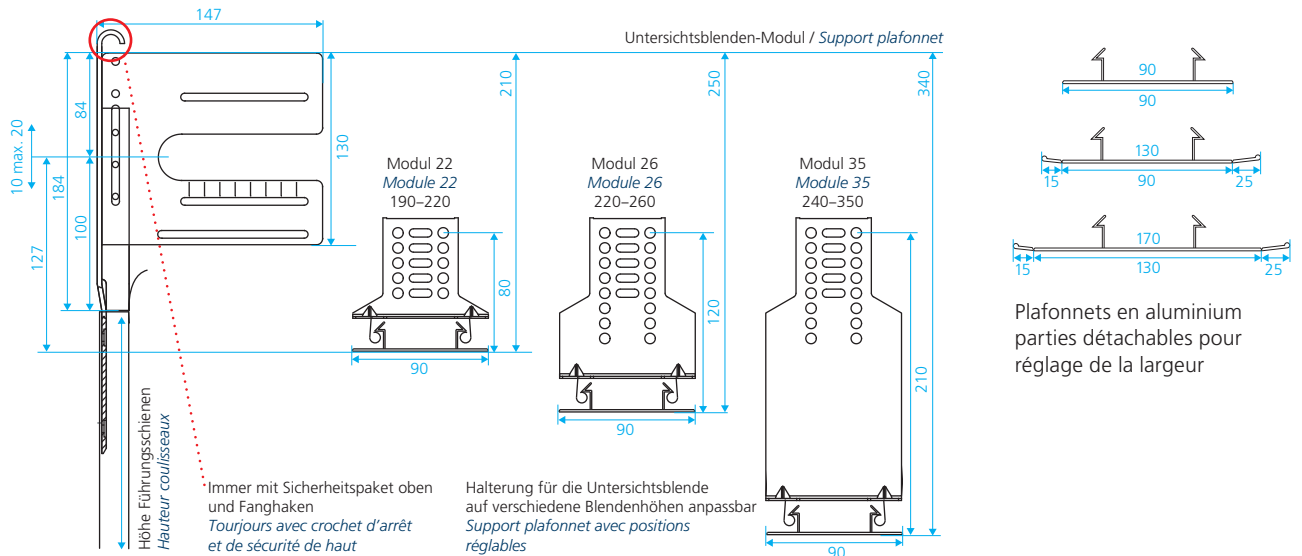 147
Untersichtsblenden-Modul / Support plafonnet
84
184
100
10 max. 20
127
130
210
250
340
Modul 22
Module 22
190–220
Modul 26
Module 26
220–260
Modul 35
Module 35
240–350
80
90
120
90
210
90
Höhe Führungsschienen
Hauteur coulisseaux
Immer mit Sicherheitspaket oben
und Fanghaken
Tourjours avec crochet d’arrêt
et de sécurité de haut
Halterung für die Untersichtsblende
auf verschiedene Blendenhöhen anpassbar
Support plafonnet avec positions
réglables
90
90
130
15
90
25
170
15
130
25
Plafonnets en aluminium
parties détachables pour
réglage de la largeur